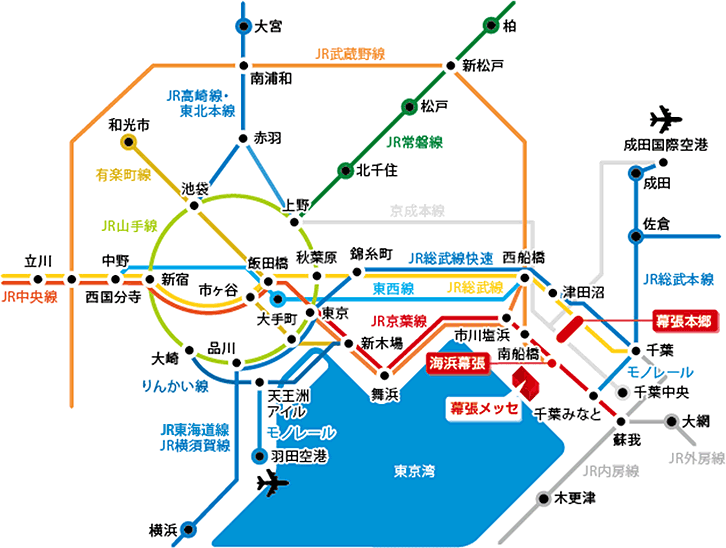 大宮
柏
JR武蔵野線
南浦和
新松戸
JR高崎線・
東北本線
松戸
和光市
赤羽
JR常磐線
成田国際空港
有楽町線
北千住
成田
池袋
上野
京成本線
JR山手線
佐倉
立川
中野
飯田橋
秋葉原
錦糸町
JR総武線快速
西船橋
JR総武本線
新宿
市ヶ谷
東西線
JR総武線
津田沼
JR中央線
西国分寺
大手町
東京
JR京葉線
幕張本郷
大崎
品川
新木場
市川塩浜
南船橋
千葉
海浜幕張
モノレール
りんかい線
舞浜
天王洲
アイル
幕張メッセ
千葉みなと
千葉中央
モノレール
蘇我
大網
JR東海道線
JR横須賀線
羽田空港
東京湾
JR内房線
JR外房線
木更津
横浜